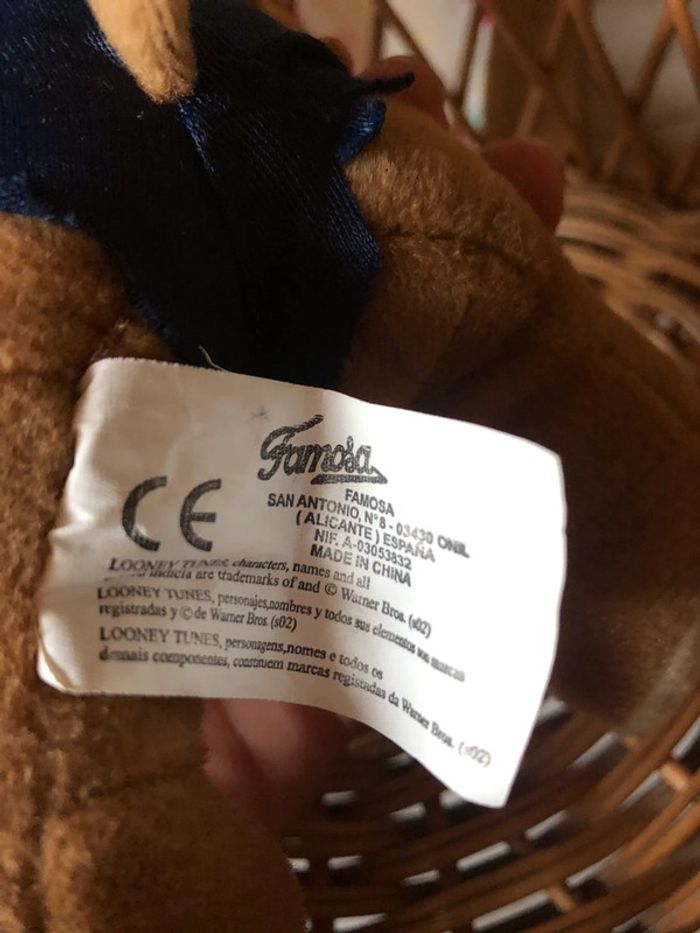 Famosa
CE
FAMOSA
SAN ANTONIO, Nº 8 - 03430 ONIL
( ALICANTE ) ESPAÑA
NIF. A-03053832
MADE IN CHINA
LOONEY TUNES, characters, names and all
indicia are trademarks of and © Warner Bros. (s02)
LOONEY TUNES, personajes,nombres y todos sus elementos son marcas
registradas y © de Warner Bros. (s02)
LOONEY TUNES, personagens,nomes e todos os
demais componentes, constituem marcas registadas da Warner Bros. (s02)